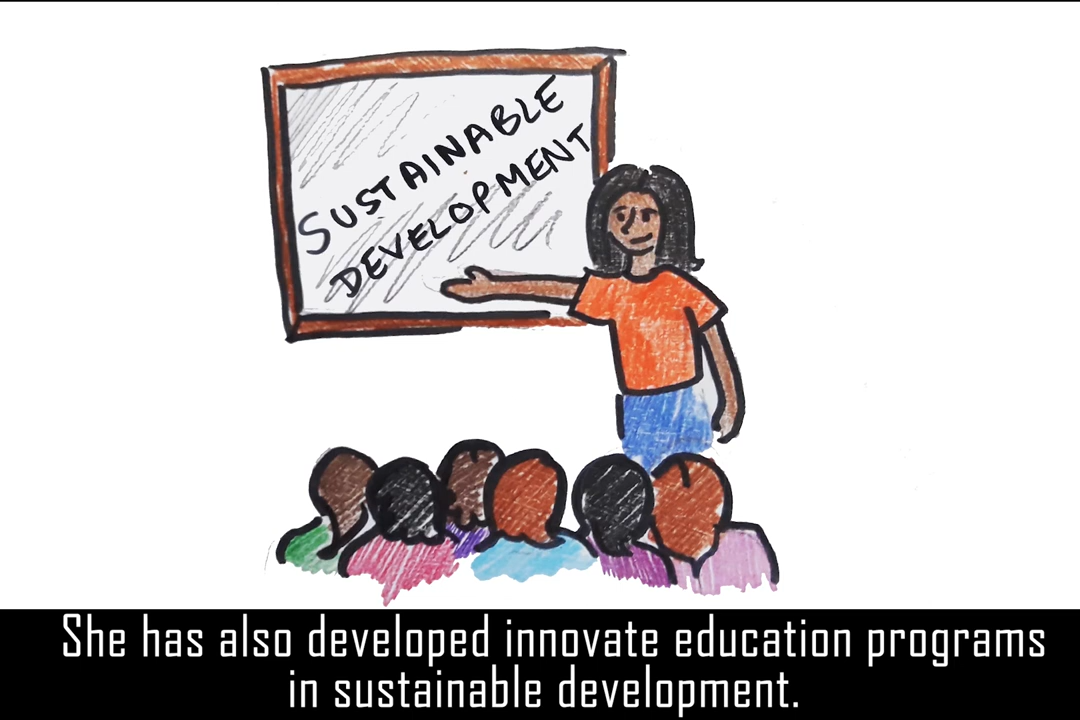 SUSTAINABLE
DEVELOPMENT
She has also developed innovate education programs
in sustainable development.